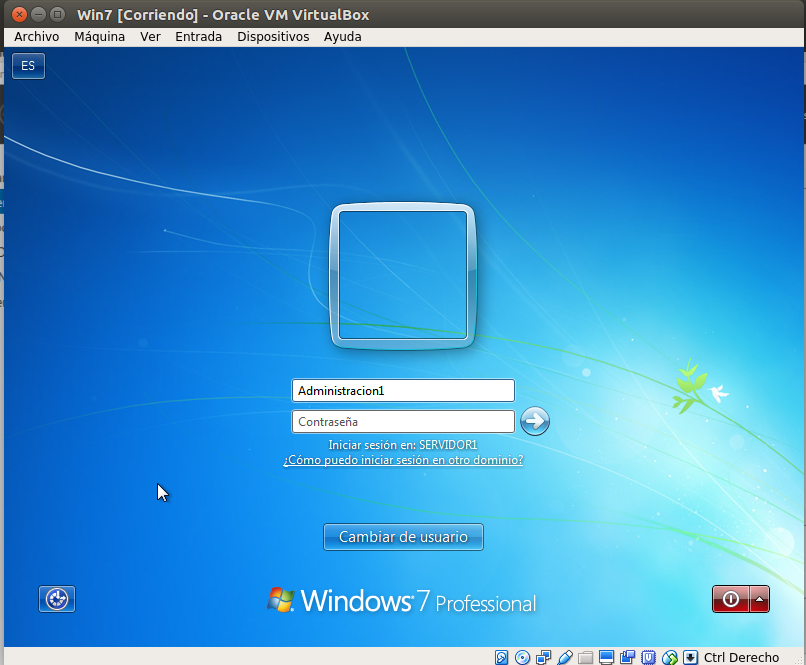 Win7 [Corriendo] - Oracle VM VirtualBox
Archivo Máquina Ver Entrada Dispositivos Ayuda
ES
Administracion1
Contraseña
Iniciar sesión en: SERVIDOR1
¿Cómo puedo iniciar sesión en otro dominio?
Cambiar de usuario
Windows 7 Professional
Ctrl Derecho